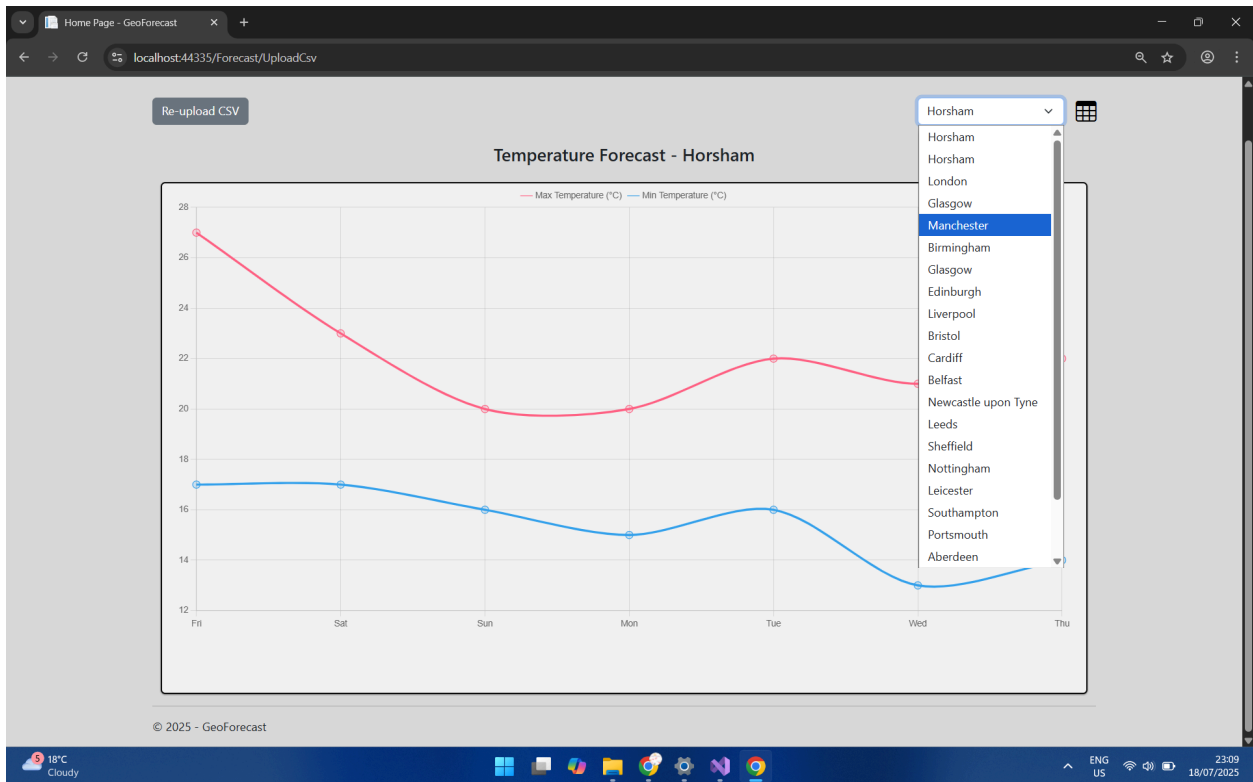 Home Page - GeoForecast
localhost:44335/Forecast/UploadCsv
Re-upload CSV
Horsham
Horsham
Horsham
London
Glasgow
Manchester
Birmingham
Glasgow
Edinburgh
Liverpool
Bristol
Cardiff
Belfast
Newcastle upon Tyne
Leeds
Sheffield
Nottingham
Leicester
Southampton
Portsmouth
Aberdeen
Temperature Forecast - Horsham
Max Temperature (°C) Min Temperature (°C)
28
26
24
22
20
18
16
14
12
Fri Sat Sun Mon Tue Wed Thu
© 2025 - GeoForecast
5
18°C
Cloudy
ENG
US
23:09
18/07/2025